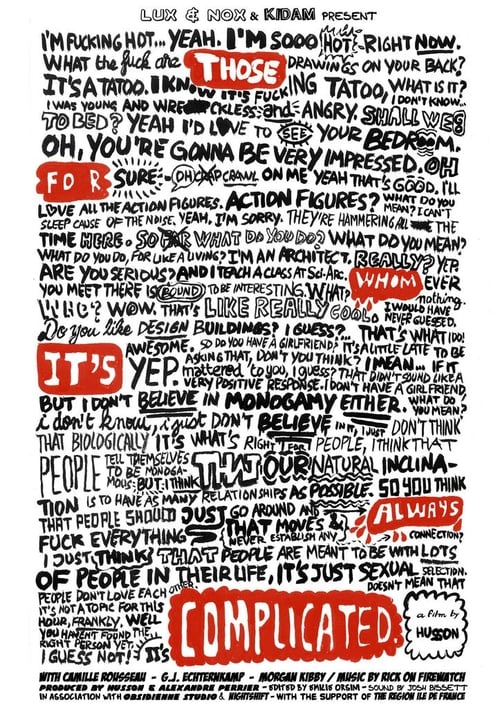 LUX & NOX & KIDAM PRESENT
I'M FUCKING HOT... YEAH. I'M SOOO HOT RIGHT NOW.
WHAT the fuck are THOSE DRAWINGS ON YOUR BACK?
IT'S A TATOO. I KNOW IT'S FUCKING TATOO, WHAT IS IT?
I DON'T KNOW...
I WAS YOUNG AND WRECKLESS and ANGRY. SHALL WE GO
TO BED? YEAH I'D LOVE TO SEE YOUR BEDROOM.
OH, YOU'RE GONNA BE VERY IMPRESSED. OH
FOR SURE OH CRAP CRAWL ON ME YEAH THAT'S GOOD. I'LL
LOVE ALL THE ACTION FIGURES. ACTION FIGURES? WHAT DO YOU MEAN? I CAN'T
SLEEP CAUSE OF THE NOISE. YEAH, I'M SORRY. THEY'RE HAMMERING ALL THE
TIME HERE. SO FAR WHAT DO YOU DO? WHAT DO YOU MEAN?
WHAT DO YOU DO, FOR LIKE A LIVING? I'M AN ARCHITECT. REALLY? YEP.
ARE YOU SERIOUS? AND I TEACH A CLASS AT SCI-ARC. WHOM EVER
YOU MEET THERE IS BOUND TO BE INTERESTING. WHAT? nothing.
WOW. THAT'S LIKE REALLY COOL I WOULD HAVE NEVER GUESSED.
Do you like DESIGN BUILDINGS? I GUESS?... THAT'S WHAT I DO!
IT'S AWESOME. SO DO YOU HAVE A GIRLFRIEND? IT'S A LITTLE LATE TO BE
ASKING THAT, DON'T YOU THINK? I MEAN... IF IT
YEP. mattered to you, I guess? THAT DIDN'T SOUND LIKE A
VERY POSITIVE RESPONSE. I DON'T HAVE A GIRLFRIEND
BUT I DON'T BELIEVE IN MONOGAMY EITHER. WHAT DO YOU MEAN?
i don't know, i just DON'T BELIEVE IN IT, I JUST DON'T THINK
THAT BIOLOGICALLY IT'S WHAT'S RIGHT FOR PEOPLE, I THINK THAT
PEOPLE TELL THEMSELVES TO BE MONOGAMOUS: BUT I THINK THAT OUR NATURAL INCLINA-
TION IS TO HAVE AS MANY RELATIONSHIPS AS POSSIBLE. SO YOU THINK
THAT PEOPLE SHOULD JUST GO AROUND AND ALWAYS
FUCK EVERYTHING THAT MOVES & NEVER ESTABLISH ANY CONNECTION?
I JUST THINK THAT PEOPLE ARE MEANT TO BE WITH LOTS
OF PEOPLE IN THEIR LIFE, IT'S JUST SEXUAL SELECTION.
DOESN'T MEAN THAT
PEOPLE DON'T LOVE EACH OTHER.
IT'S NOT A TOPIC FOR THIS
HOUR, FRANKLY. WELL
YOU HAVEN'T FOUND THE
RIGHT PERSON YET.
I GUESS NOT! IT'S COMPLICATED.
a film by
HUSSON
WITH CAMILLE ROUSSEAU - G.J. ECHTERNKAMP - MORGAN KIBBY / MUSIC BY RICK ON FIREWATCH
PRODUCED BY HUSSON & ALEXANDRE PERRIER - EDITED BY EMILIE ORSINI - SOUND BY JOSH BISSETT
IN ASSOCIATION WITH OBSIDIENNE STUDIO & NIGHTSHIFT - WITH THE SUPPORT OF THE REGION ILE DE FRANCE